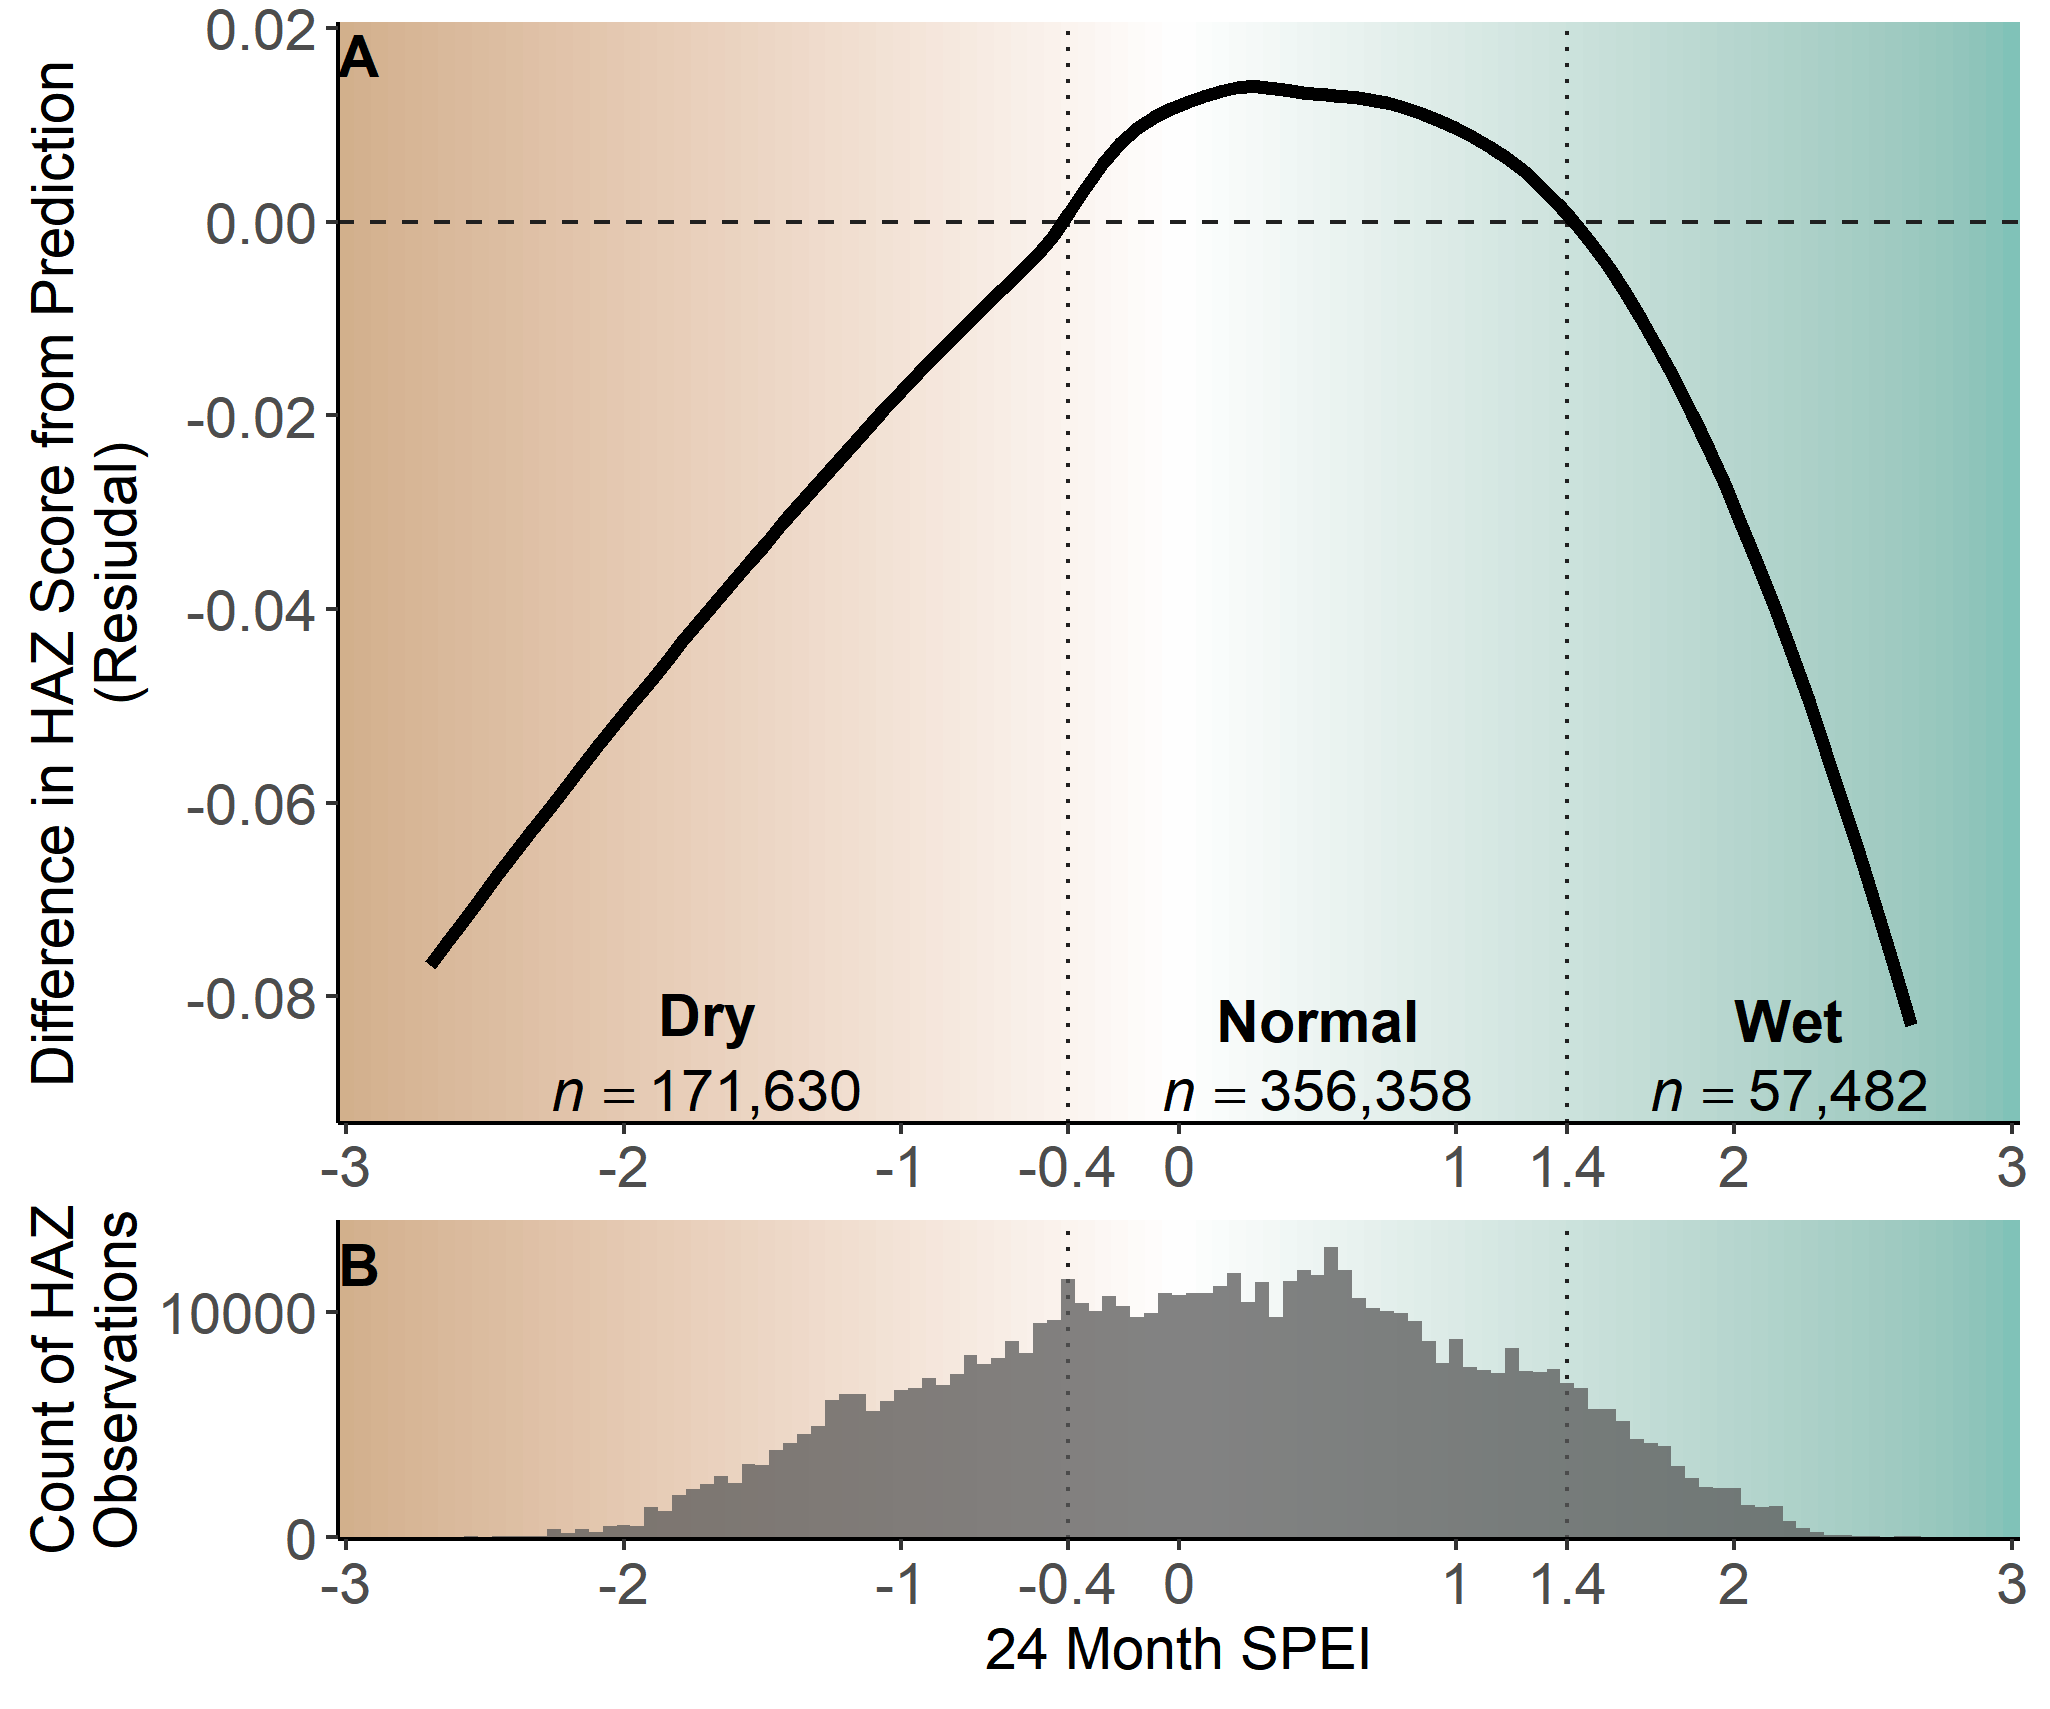 A
Difference in HAZ Score from Prediction
(Resiudal)
0.02
0.00
-0.02
-0.04
-0.06
-0.08
Dry
n = 171,630
Normal
n = 356,358
Wet
n = 57,482
-3 -2 -1 -0.4 0 1 1.4 2 3
B
Count of HAZ
Observations
10000
0
-3 -2 -1 -0.4 0 1 1.4 2 3
24 Month SPEI